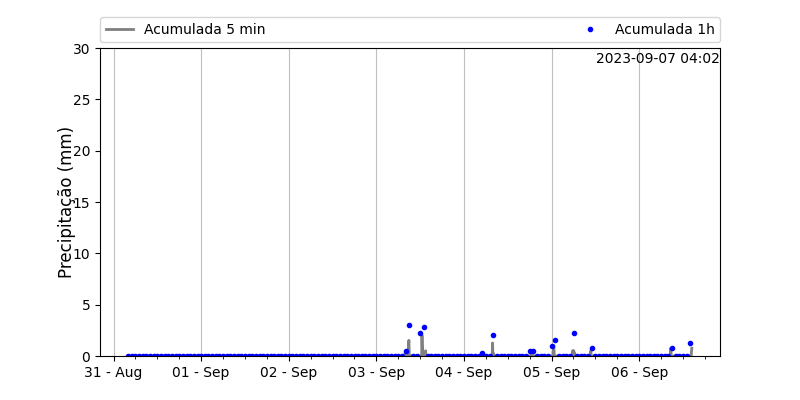 Acumulada 5 min Acumulada 1h
2023-09-07 04:02
Precipitação (mm)
30
25
20
15
10
5
0
31 - Aug 01 - Sep 02 - Sep 03 - Sep 04 - Sep 05 - Sep 06 - Sep